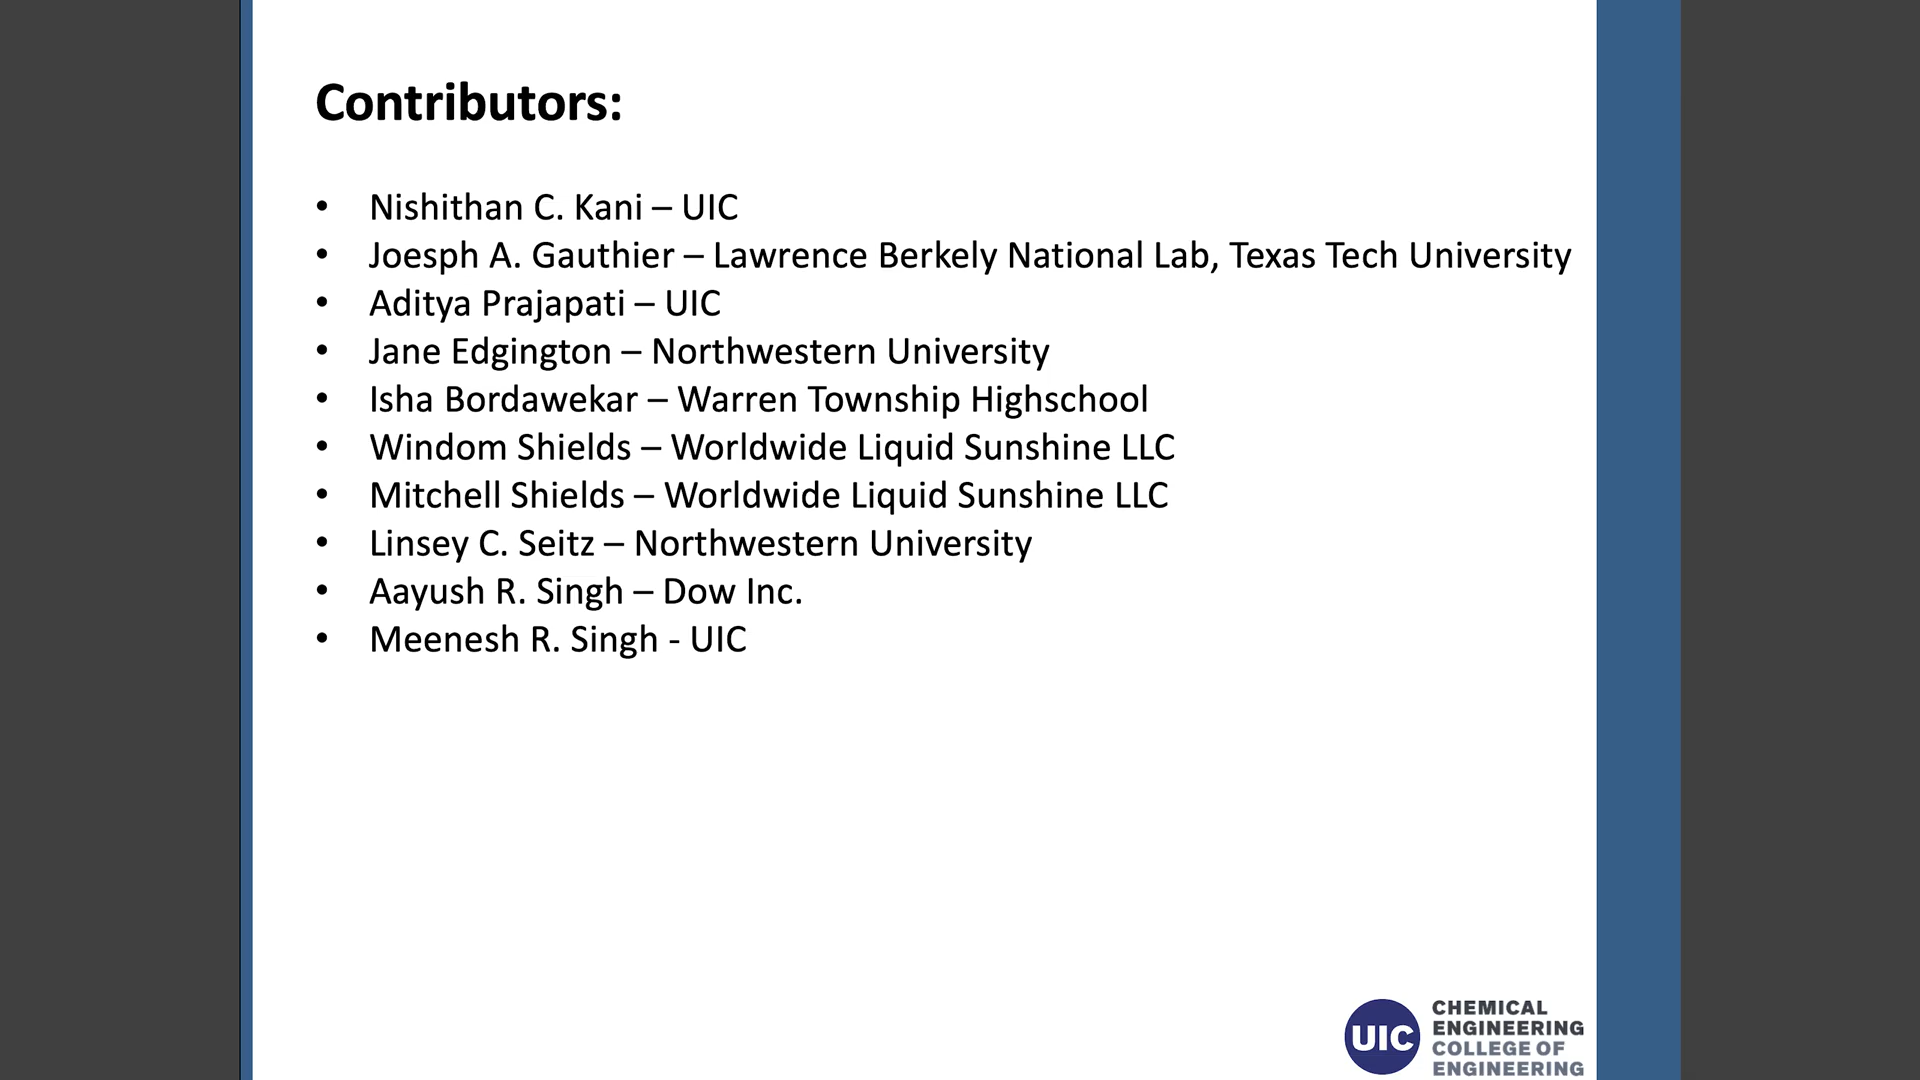 Contributors:
• Nishithan C. Kani – UIC
• Joesph A. Gauthier – Lawrence Berkely National Lab, Texas Tech University
• Aditya Prajapati – UIC
• Jane Edgington – Northwestern University
• Isha Bordawekar – Warren Township Highschool
• Windom Shields – Worldwide Liquid Sunshine LLC
• Mitchell Shields – Worldwide Liquid Sunshine LLC
• Linsey C. Seitz – Northwestern University
• Aayush R. Singh – Dow Inc.
• Meenesh R. Singh - UIC
UIC
CHEMICAL
ENGINEERING
COLLEGE OF
ENGINEERING